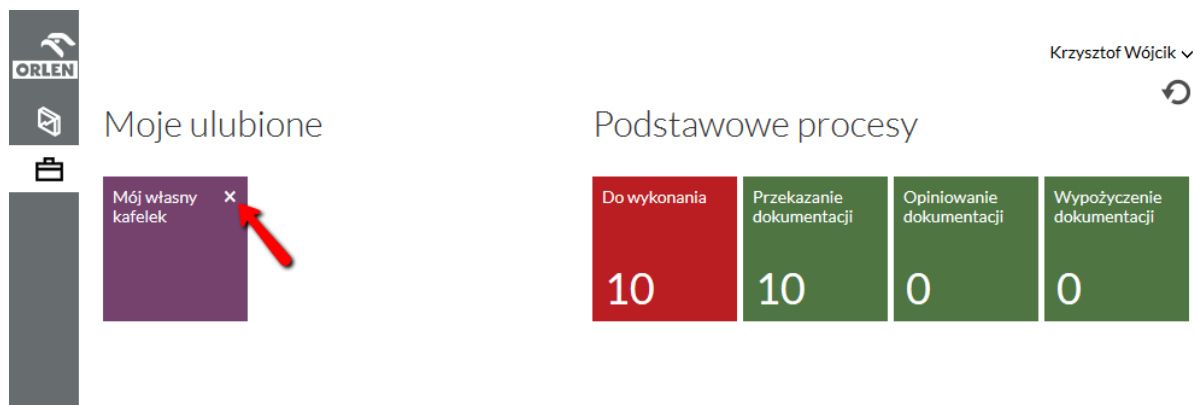 ORLEN
Krzysztof Wójcik
Moje ulubione
Podstawowe procesy
Mój własny
kafelek
Do wykonania
10
Przekazanie
dokumentacji
10
Opiniowanie
dokumentacji
0
Wypożyczenie
dokumentacji
0